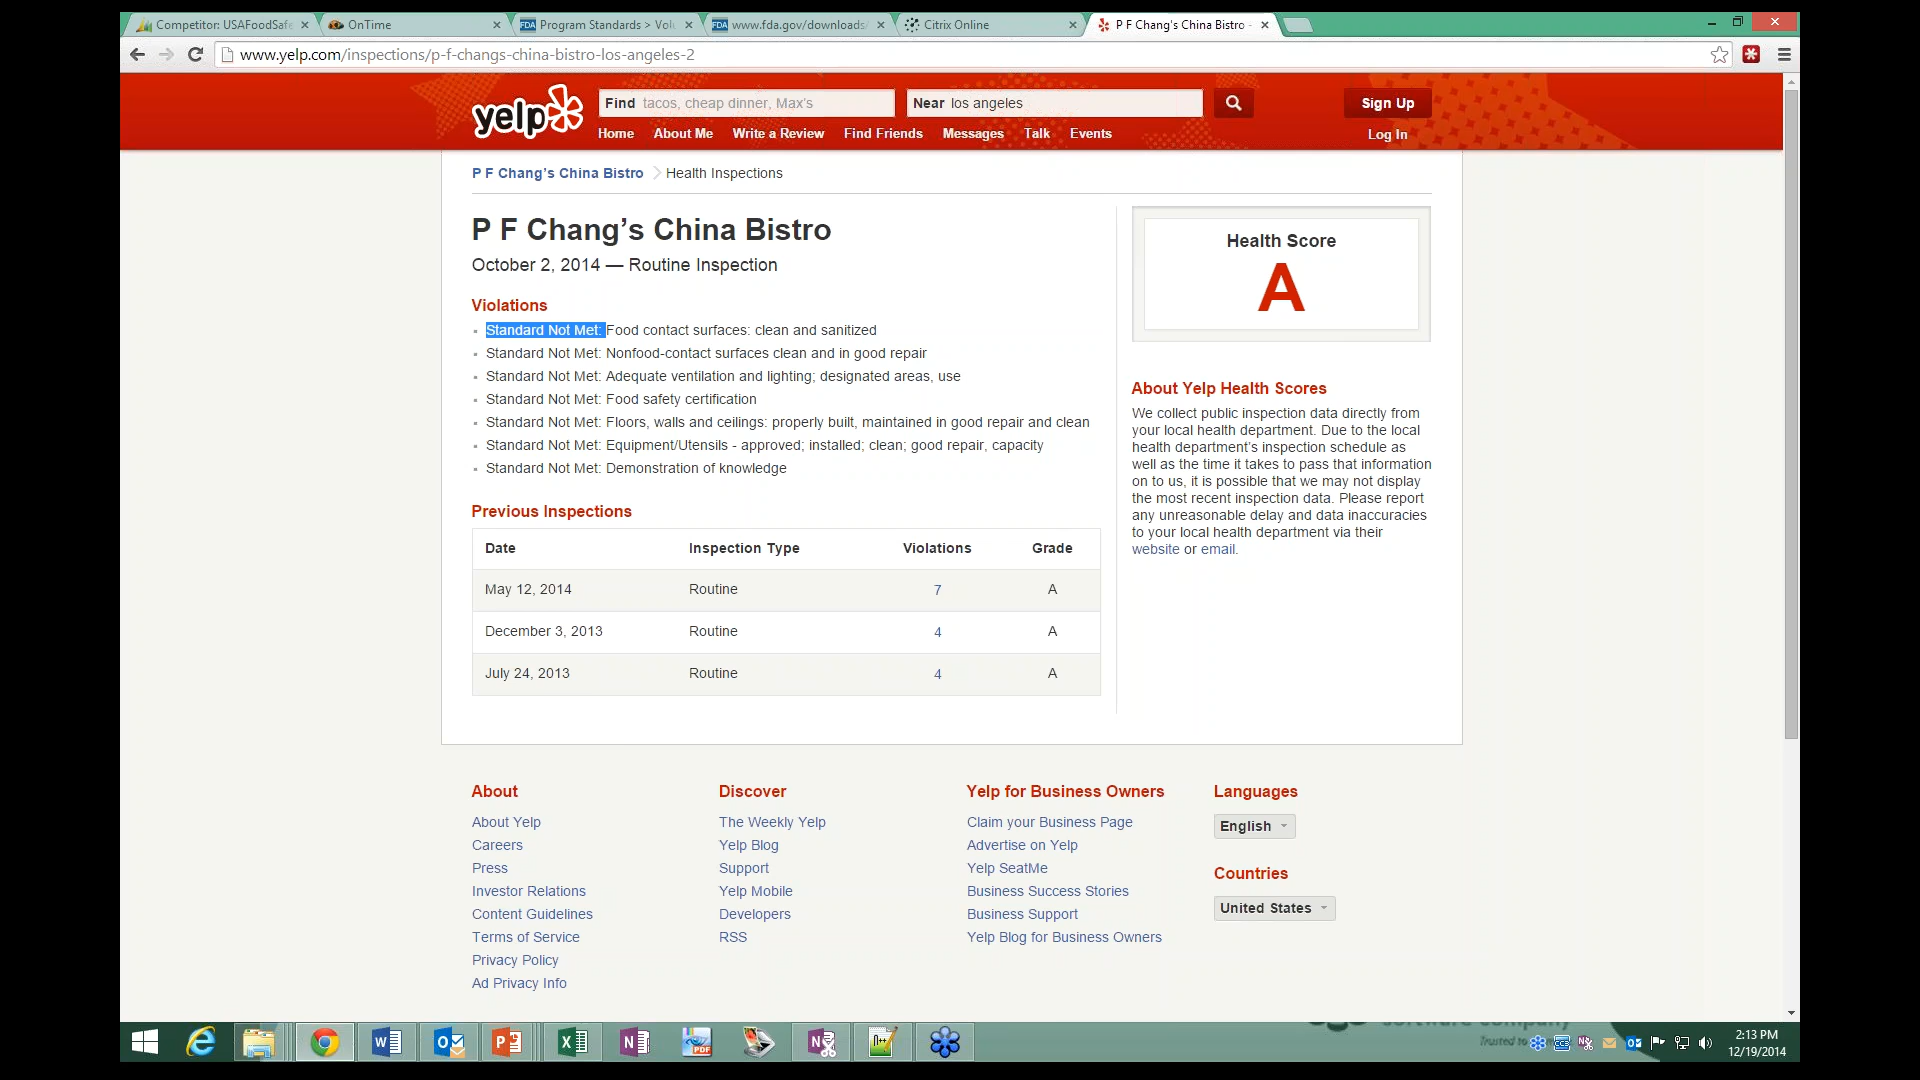 Competitor: USAFoodSafe
OnTime
Program Standards > Volu
www.fda.gov/downloads/
Citrix Online
P F Chang's China Bistro -
www.yelp.com/inspections/p-f-changs-china-bistro-los-angeles-2
yelp
Find tacos, cheap dinner, Max's
Near los angeles
Sign Up
Home About Me Write a Review Find Friends Messages Talk Events
Log In
P F Chang's China Bistro Health Inspections
P F Chang's China Bistro
October 2, 2014 — Routine Inspection
Violations
Standard Not Met: Food contact surfaces: clean and sanitized
Standard Not Met: Nonfood-contact surfaces clean and in good repair
Standard Not Met: Adequate ventilation and lighting; designated areas, use
Standard Not Met: Food safety certification
Standard Not Met: Floors, walls and ceilings: properly built, maintained in good repair and clean
Standard Not Met: Equipment/Utensils - approved; installed; clean; good repair, capacity
Standard Not Met: Demonstration of knowledge
Previous Inspections
Date Inspection Type Violations Grade
May 12, 2014 Routine 7 A
December 3, 2013 Routine 4 A
July 24, 2013 Routine 4 A
Health Score
A
About Yelp Health Scores
We collect public inspection data directly from
your local health department. Due to the local
health department's inspection schedule as
well as the time it takes to pass that information
on to us, it is possible that we may not display
the most recent inspection data. Please report
any unreasonable delay and data inaccuracies
to your local health department via their
website or email.
About
About Yelp
Careers
Press
Investor Relations
Content Guidelines
Terms of Service
Privacy Policy
Ad Privacy Info
Discover
The Weekly Yelp
Yelp Blog
Support
Yelp Mobile
Developers
RSS
Yelp for Business Owners
Claim your Business Page
Advertise on Yelp
Yelp SeatMe
Business Success Stories
Business Support
Yelp Blog for Business Owners
Languages
English
Countries
United States
software company
Trusted to
2:13 PM
12/19/2014